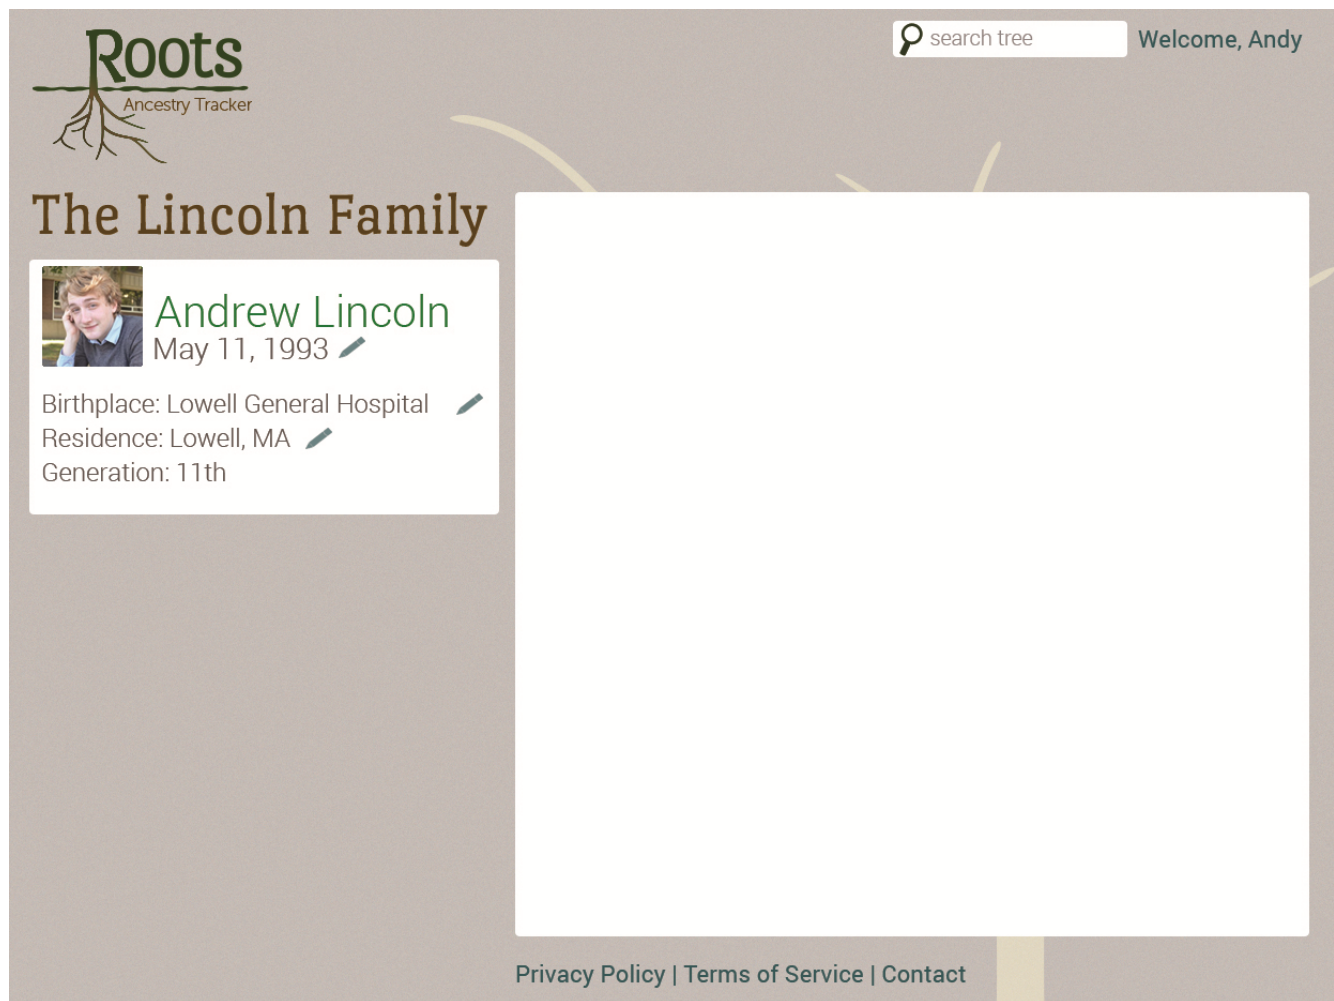 Roots
Ancestry Tracker
search tree
Welcome, Andy
The Lincoln Family
Andrew Lincoln
May 11, 1993
Birthplace: Lowell General Hospital
Residence: Lowell, MA
Generation: 11th
Privacy Policy | Terms of Service | Contact